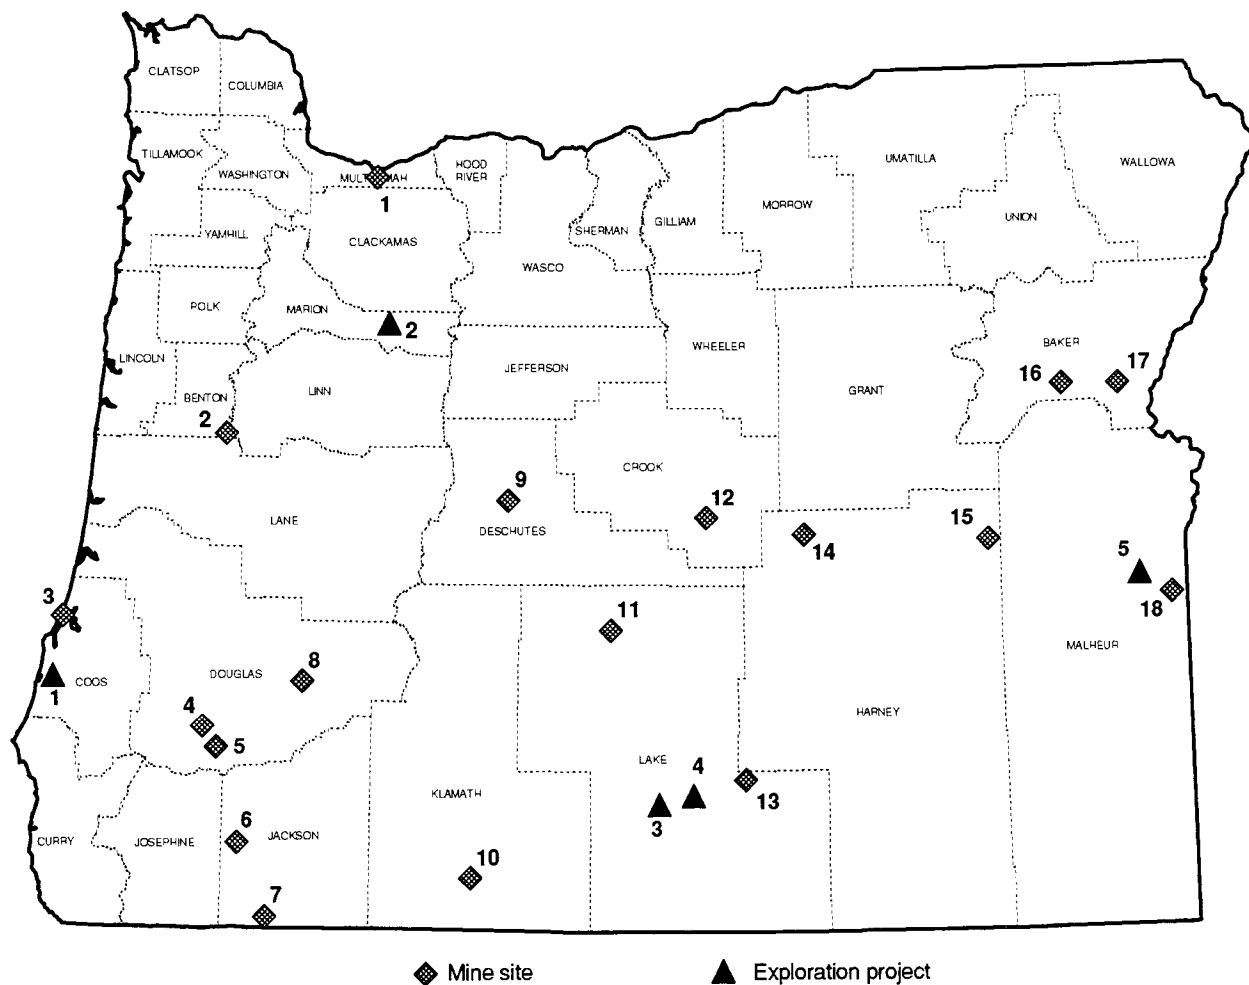 CLATSOP
COLUMBIA
TILLAMOOK
WASHINGTON
MULT
MAH
HOOD
RIVER
1
YAMHILL
CLACKAMAS
WASCO
SHERMAN
GILLIAM
MORROW
UMATILLA
UNION
WALLOWA
POLK
MARION
2
LINCOLN
BENTON
LINN
JEFFERSON
WHEELER
GRANT
BAKER
16
17
2
LANE
9
DESCHUTES
CROOK
12
14
15
5
18
MALHEUR
3
COOS
1
DOUGLAS
8
4
5
11
HARNEY
LAKE
4
3
13
KLAMATH
10
CURRY
JOSEPHINE
6
JACKSON
7
Mine site
Exploration project